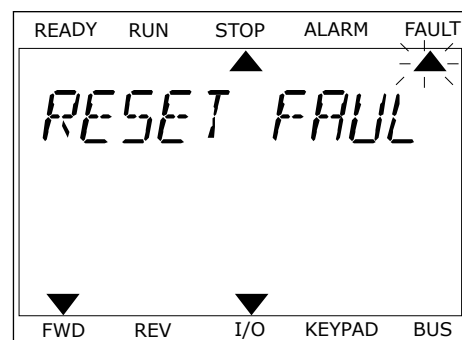 READY RUN STOP ALARM FAULT
RESET FAUL
FWD REV I/O KEYPAD BUS